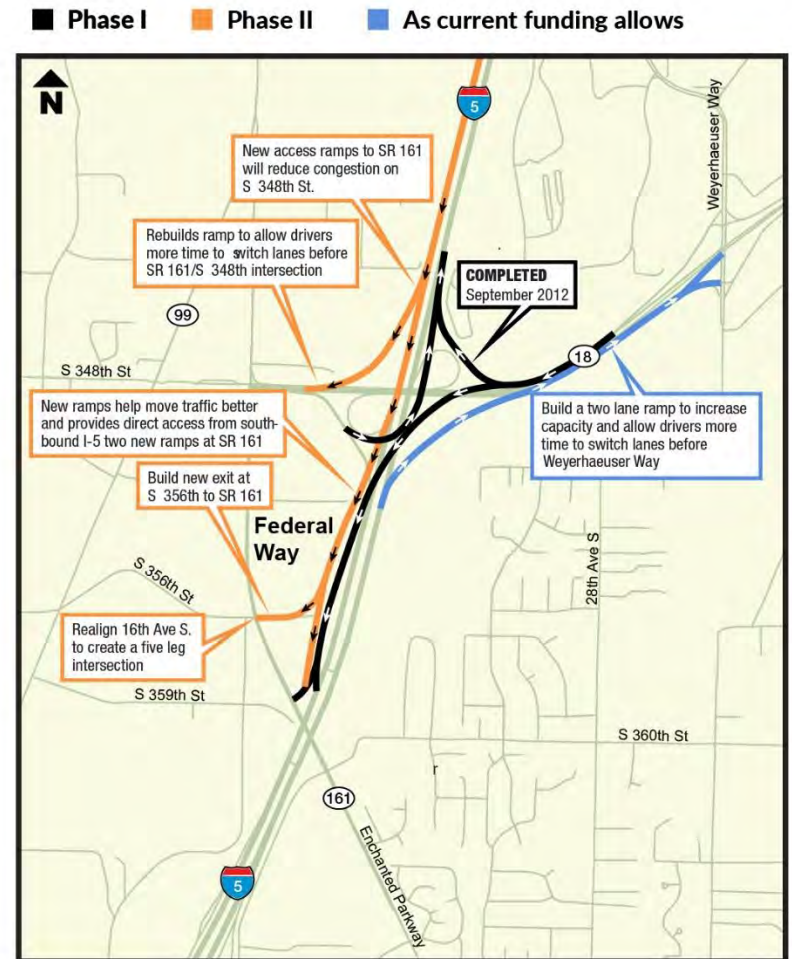 Phase I
Phase II
As current funding allows
N
5
Weyerhaeuser Way
New access ramps to SR 161
will reduce congestion on
S 348th St.
Rebuilds ramp to allow drivers
more time to switch lanes before
SR 161/S 348th intersection
COMPLETED
September 2012
99
18
S 348th St
New ramps help move traffic better
and provides direct access from south-
bound I-5 two new ramps at SR 161
Build a two lane ramp to increase
capacity and allow drivers more
time to switch lanes before
Weyerhaeuser Way
Build new exit at
S 356th to SR 161
Federal
Way
28th Ave S
S 356th St
Realign 16th Ave S.
to create a five leg
intersection
S 359th St
S 360th St
r
161
Enchanted Parkway
5